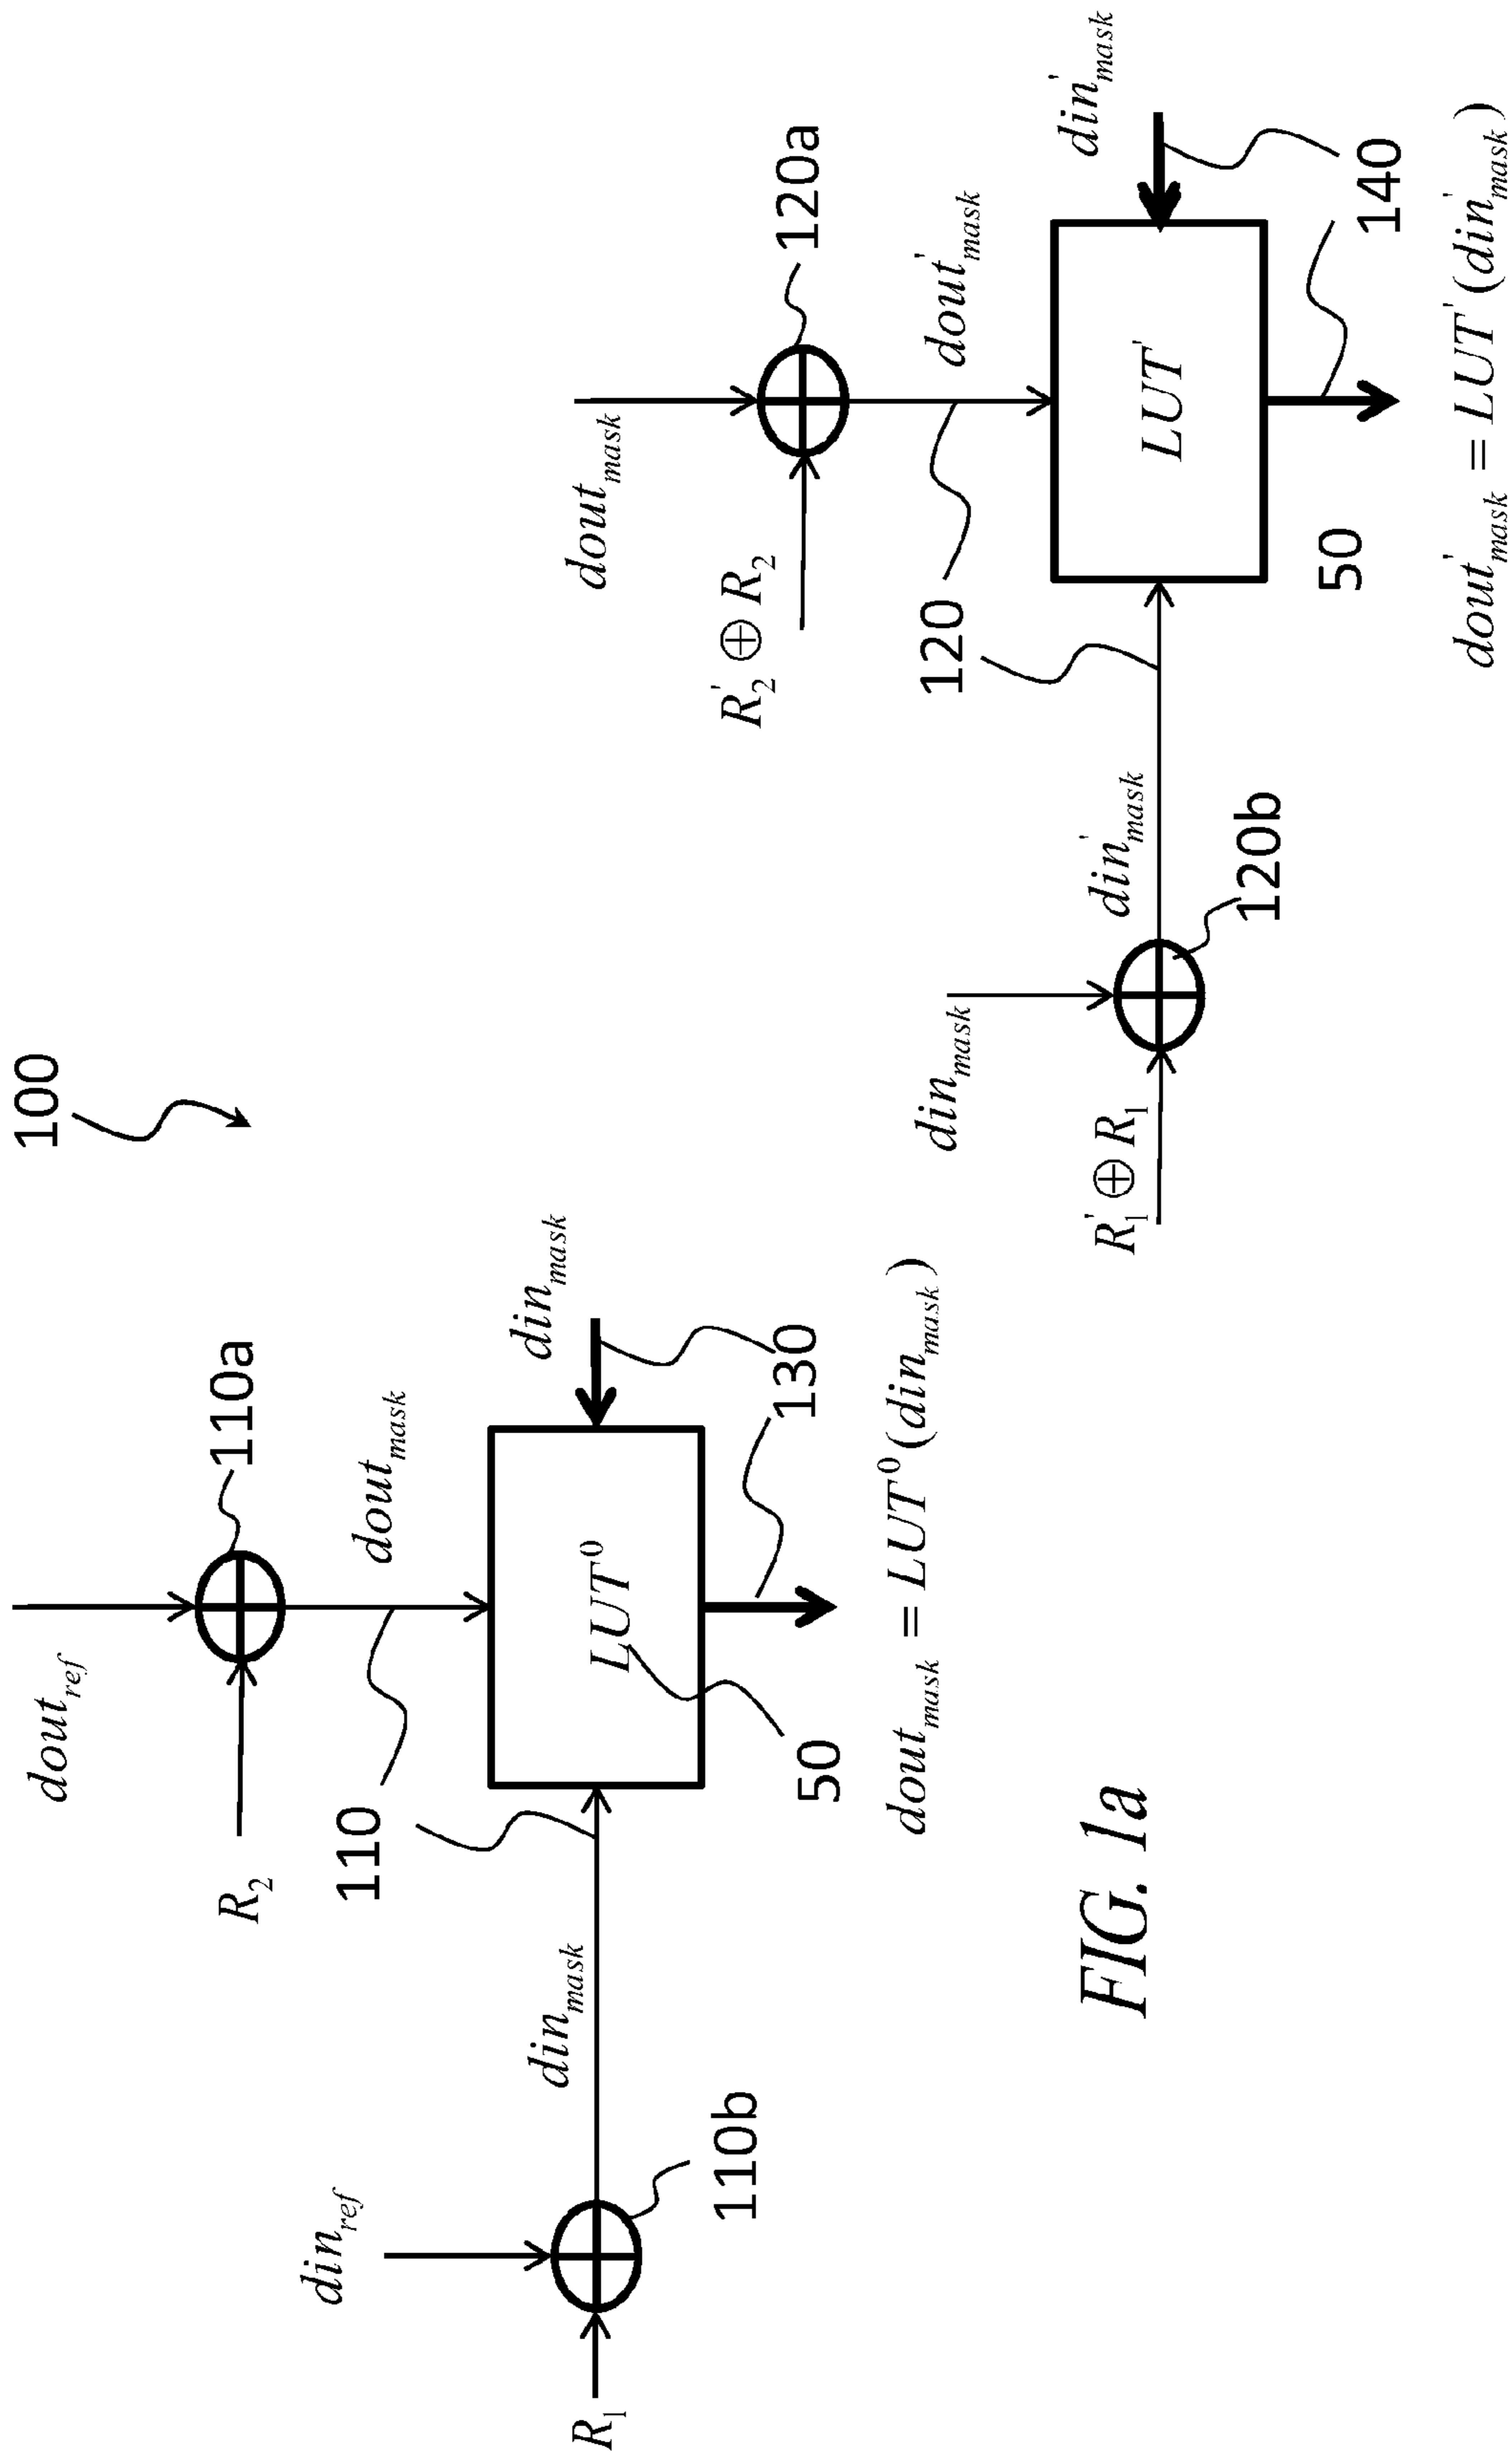 100
dout_ref
R_2
110a
110
dout_mask
din_ref
din_mask
R_1
110b
LUT^0
din_mask
50
130
dout_mask = LUT^0(din_mask)
dout_mask
R'_2 ⊕ R_2
120a
120
dout'_mask
din_mask
din'_mask
R'_1 ⊕ R_1
120b
LUT'
din'_mask
50
140
dout'_mask = LUT'(din'_mask)
FIG. 1a